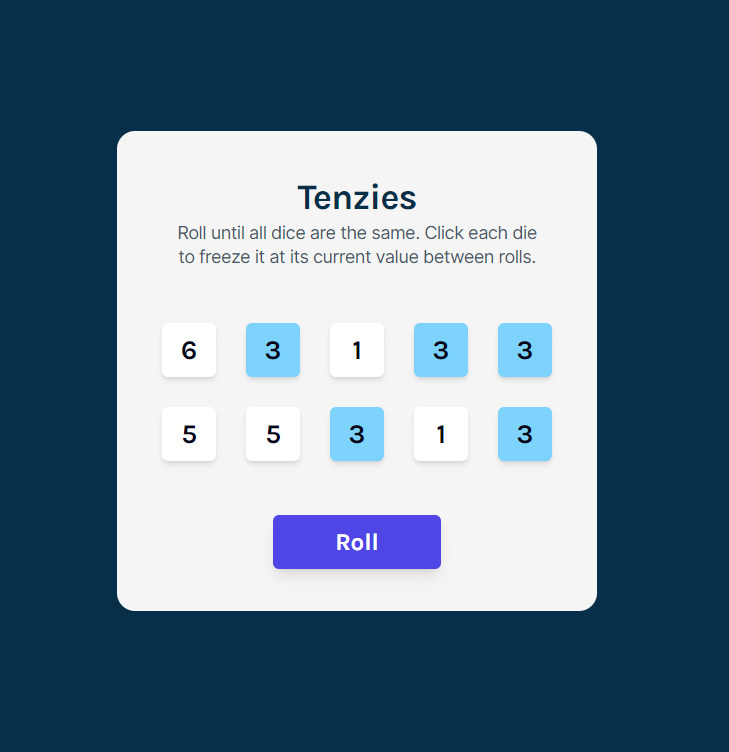 Tenzies
Roll until all dice are the same. Click each die
to freeze it at its current value between rolls.
6 3 1 3 3
5 5 3 1 3
Roll